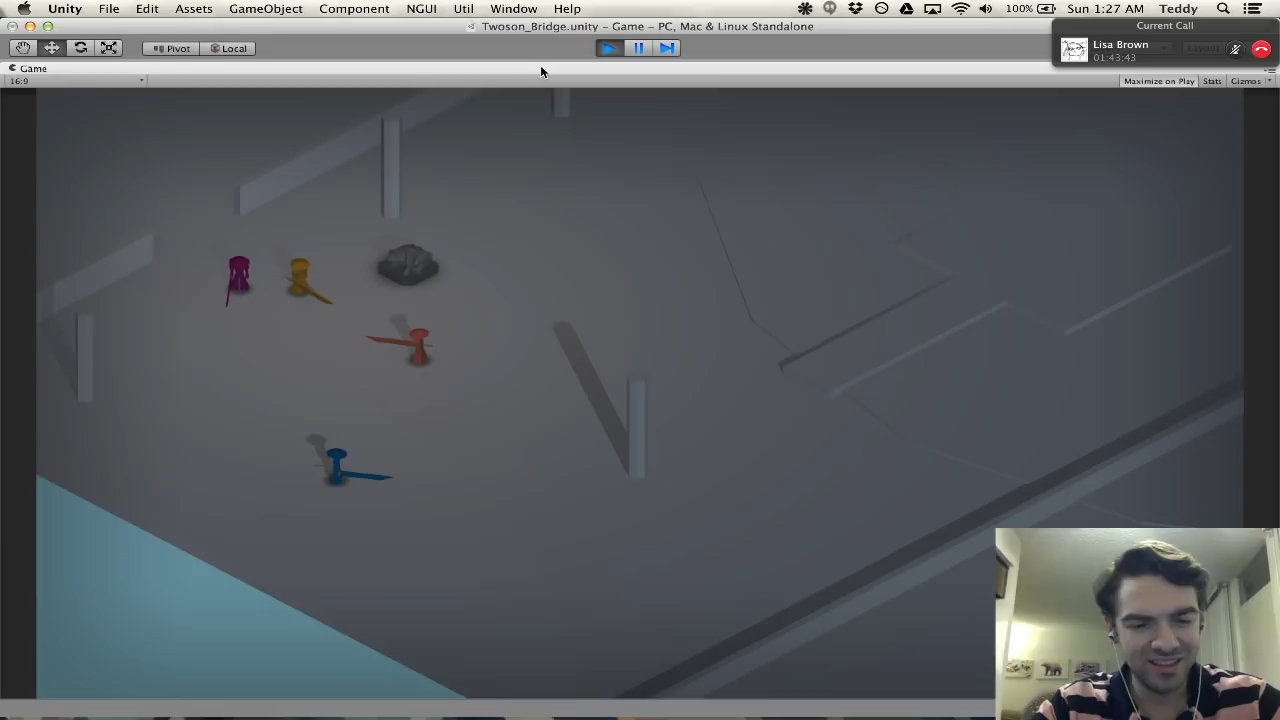 Unity File Edit Assets GameObject Component NGUI Util Window Help 100% Sun 1:27 AM Teddy
Twoson_Bridge.unity - Game - PC, Mac & Linux Standalone
Current Call
Pivot Local
Lisa Brown
01:43:43
Game
16:9 Maximize on Play Stats Gizmos